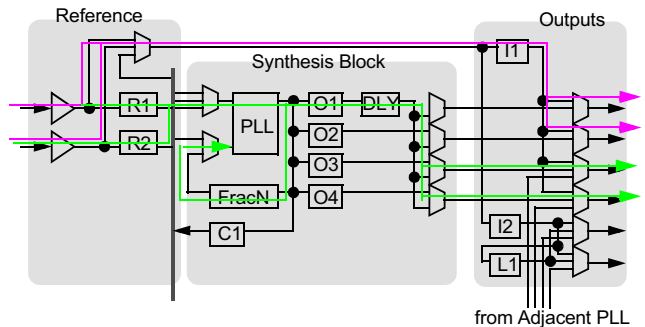 Reference
Outputs
I1
Synthesis Block
R1
O1
DLY
PLL
O2
R2
O3
FracN
O4
I2
C1
L1
from Adjacent PLL